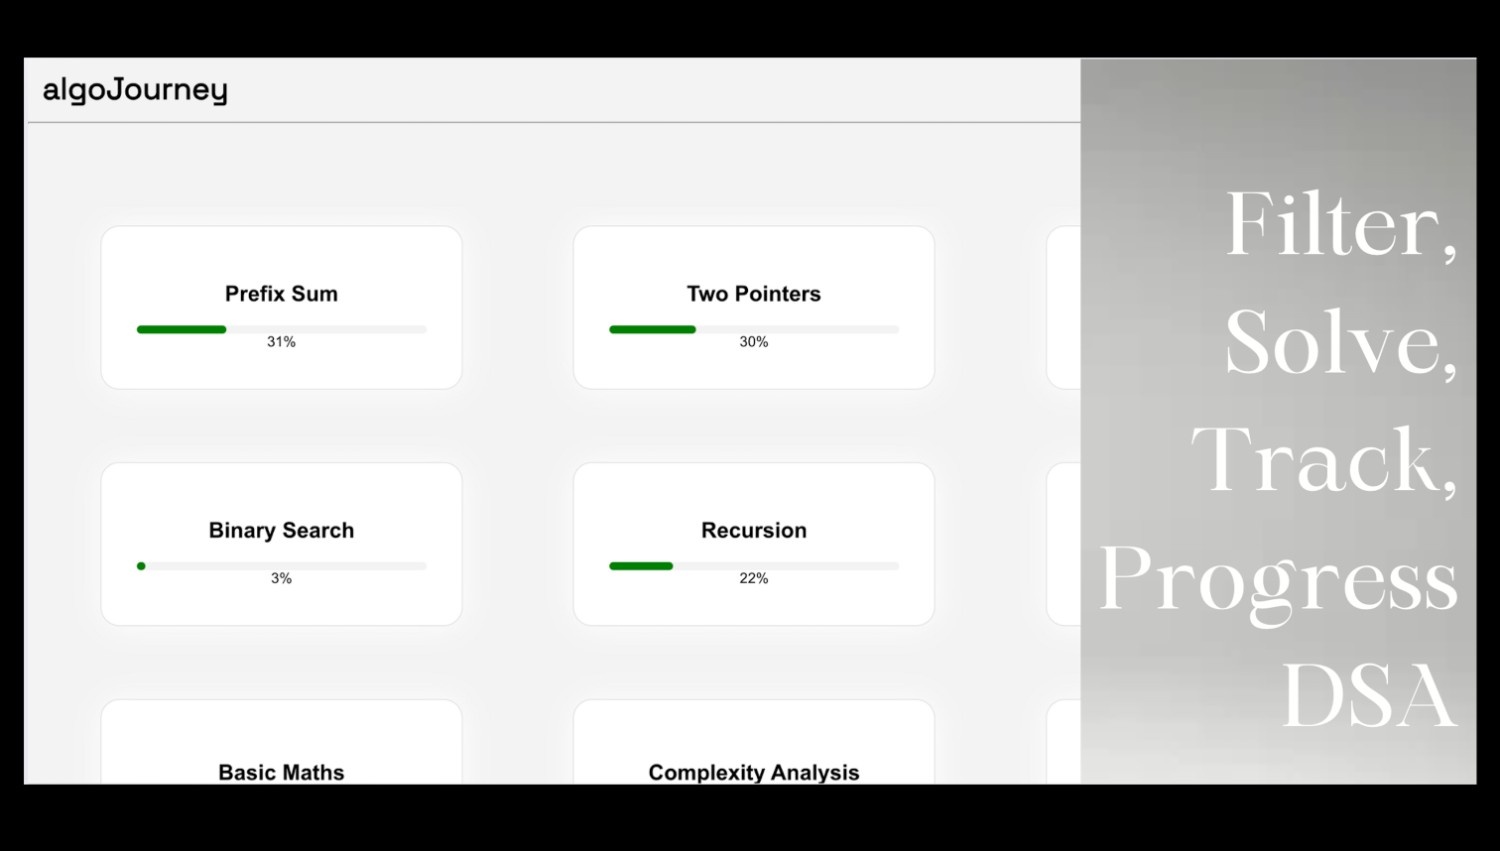 algoJourney
Prefix Sum
31%
Two Pointers
30%
Binary Search
3%
Recursion
22%
Basic Maths
Complexity Analysis
Filter,
Solve,
Track,
Progress
DSA